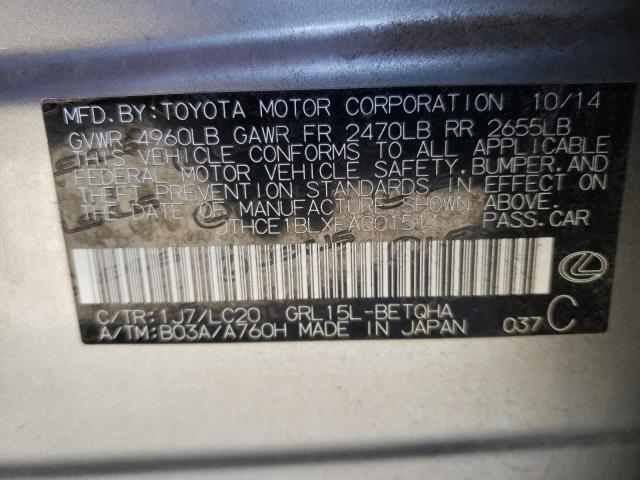 MFD.BY:TOYOTA MOTOR CORPORATION 10/14
GVWR 4960LB GAWR FR 2470LB RR 2655LB
THIS VEHICLE CONFORMS TO ALL APPLICABLE
FEDERAL MOTOR VEHICLE SAFETY.BUMPER.AND
THEFT PREVENTION STANDARDS IN EFFECT ON
THE DATE OF MANUFACTURE SHOWN ABOVE.
JTHCE1BLXFA001511 PASS.CAR
C/TR:1J7/LC20 GRL15L-BETQHA
A/TM:B03A/A760H MADE IN JAPAN 037C